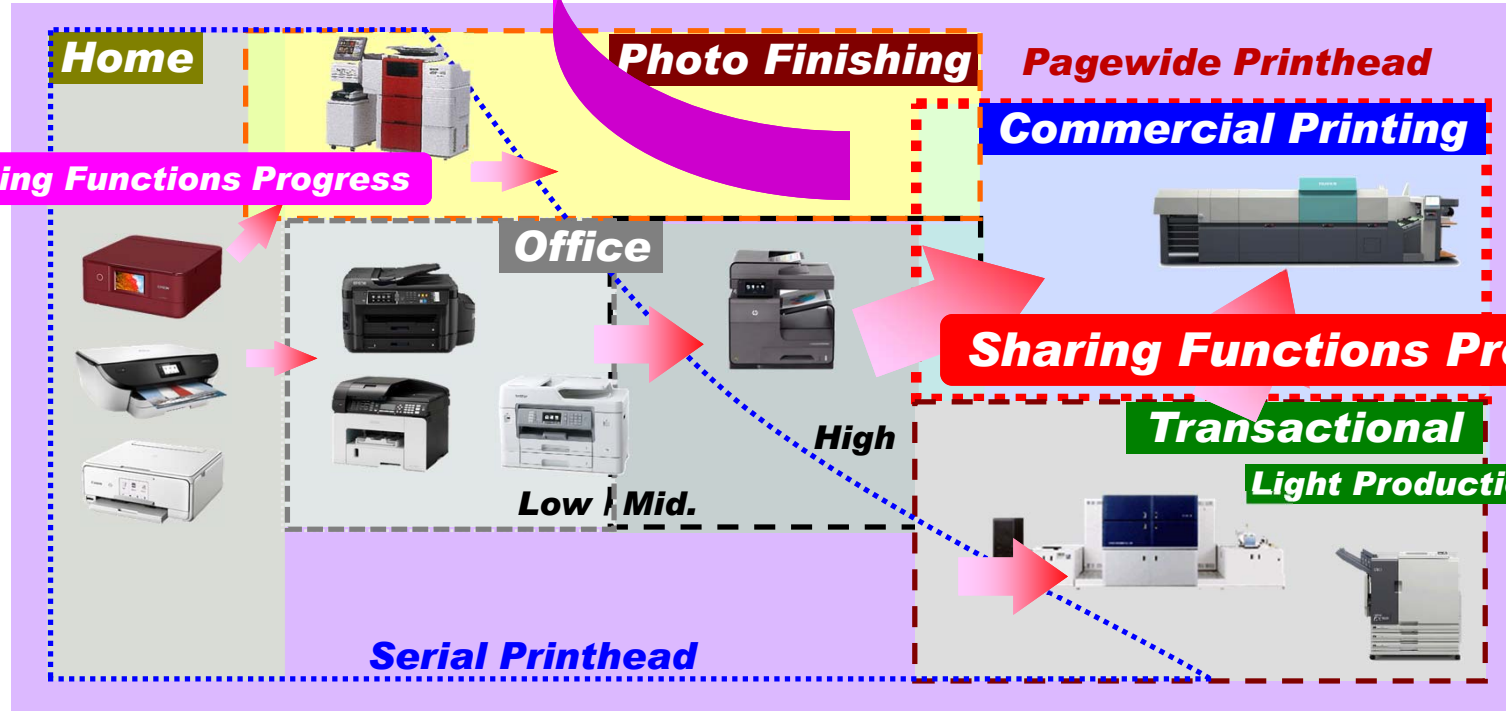 Home
Photo Finishing
Pagewide Printhead
Commercial Printing
ing Functions Progress
Office
Sharing Functions Pro
Transactional
High
Light Producti
Low
Mid.
Serial Printhead